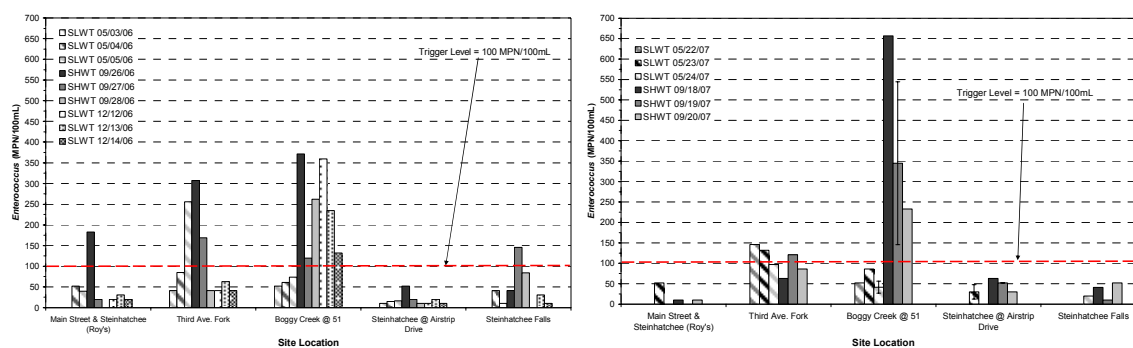 700
650
600
550
500
450
400
350
300
250
200
150
100
50
0
Enterococcus (MPN/100mL)
SLWT 05/03/06
SLWT 05/04/06
SLWT 05/05/06
SHWT 09/26/06
SHWT 09/27/06
SHWT 09/28/06
SLWT 12/12/06
SLWT 12/13/06
SLWT 12/14/06
Trigger Level = 100 MPN/100mL
Main Street & Steinhatchee
(Roy's)
Third Ave. Fork
Boggy Creek @ 51
Steinhatchee @ Airstrip
Drive
Steinhatchee Falls
Site Location
700
650
600
550
500
450
400
350
300
250
200
150
100
50
0
Enterococcus (MPN/100mL)
SLWT 05/22/07
SLWT 05/23/07
SLWT 05/24/07
SHWT 09/18/07
SHWT 09/19/07
SHWT 09/20/07
Trigger Level = 100 MPN/100mL
Main Street &
Steinhatchee (Roy's)
Third Ave. Fork
Boggy Creek @ 51
Steinhatchee @ Airstrip
Drive
Steinhatchee Falls
Site Location